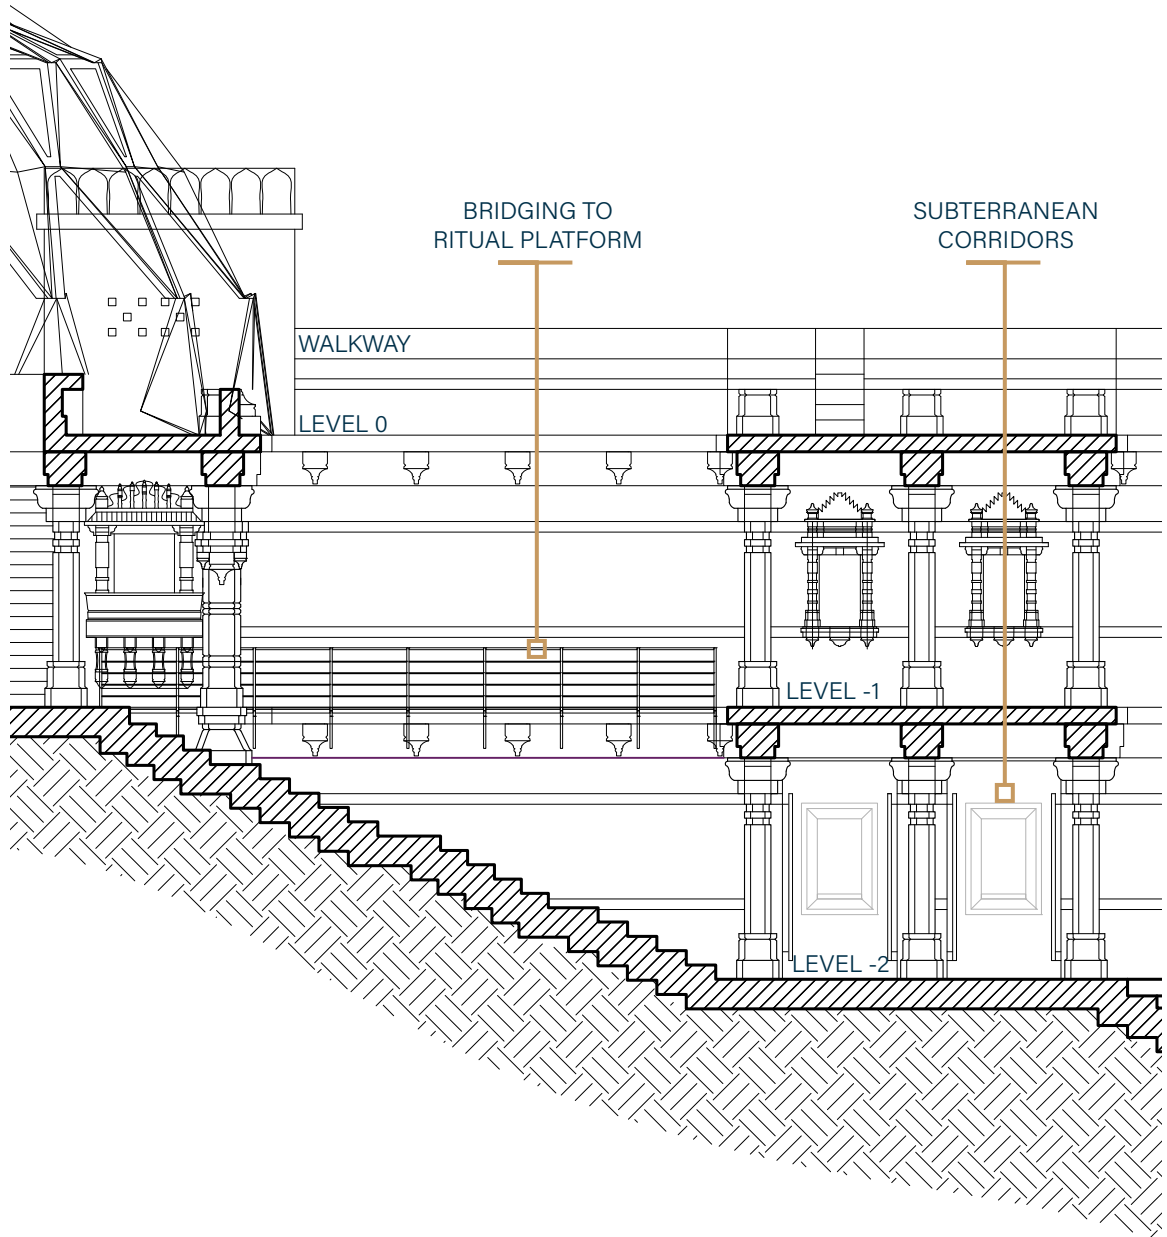 BRIDGING TO
RITUAL PLATFORM
SUBTERRANEAN
CORRIDORS
WALKWAY
LEVEL 0
LEVEL -1
LEVEL -2